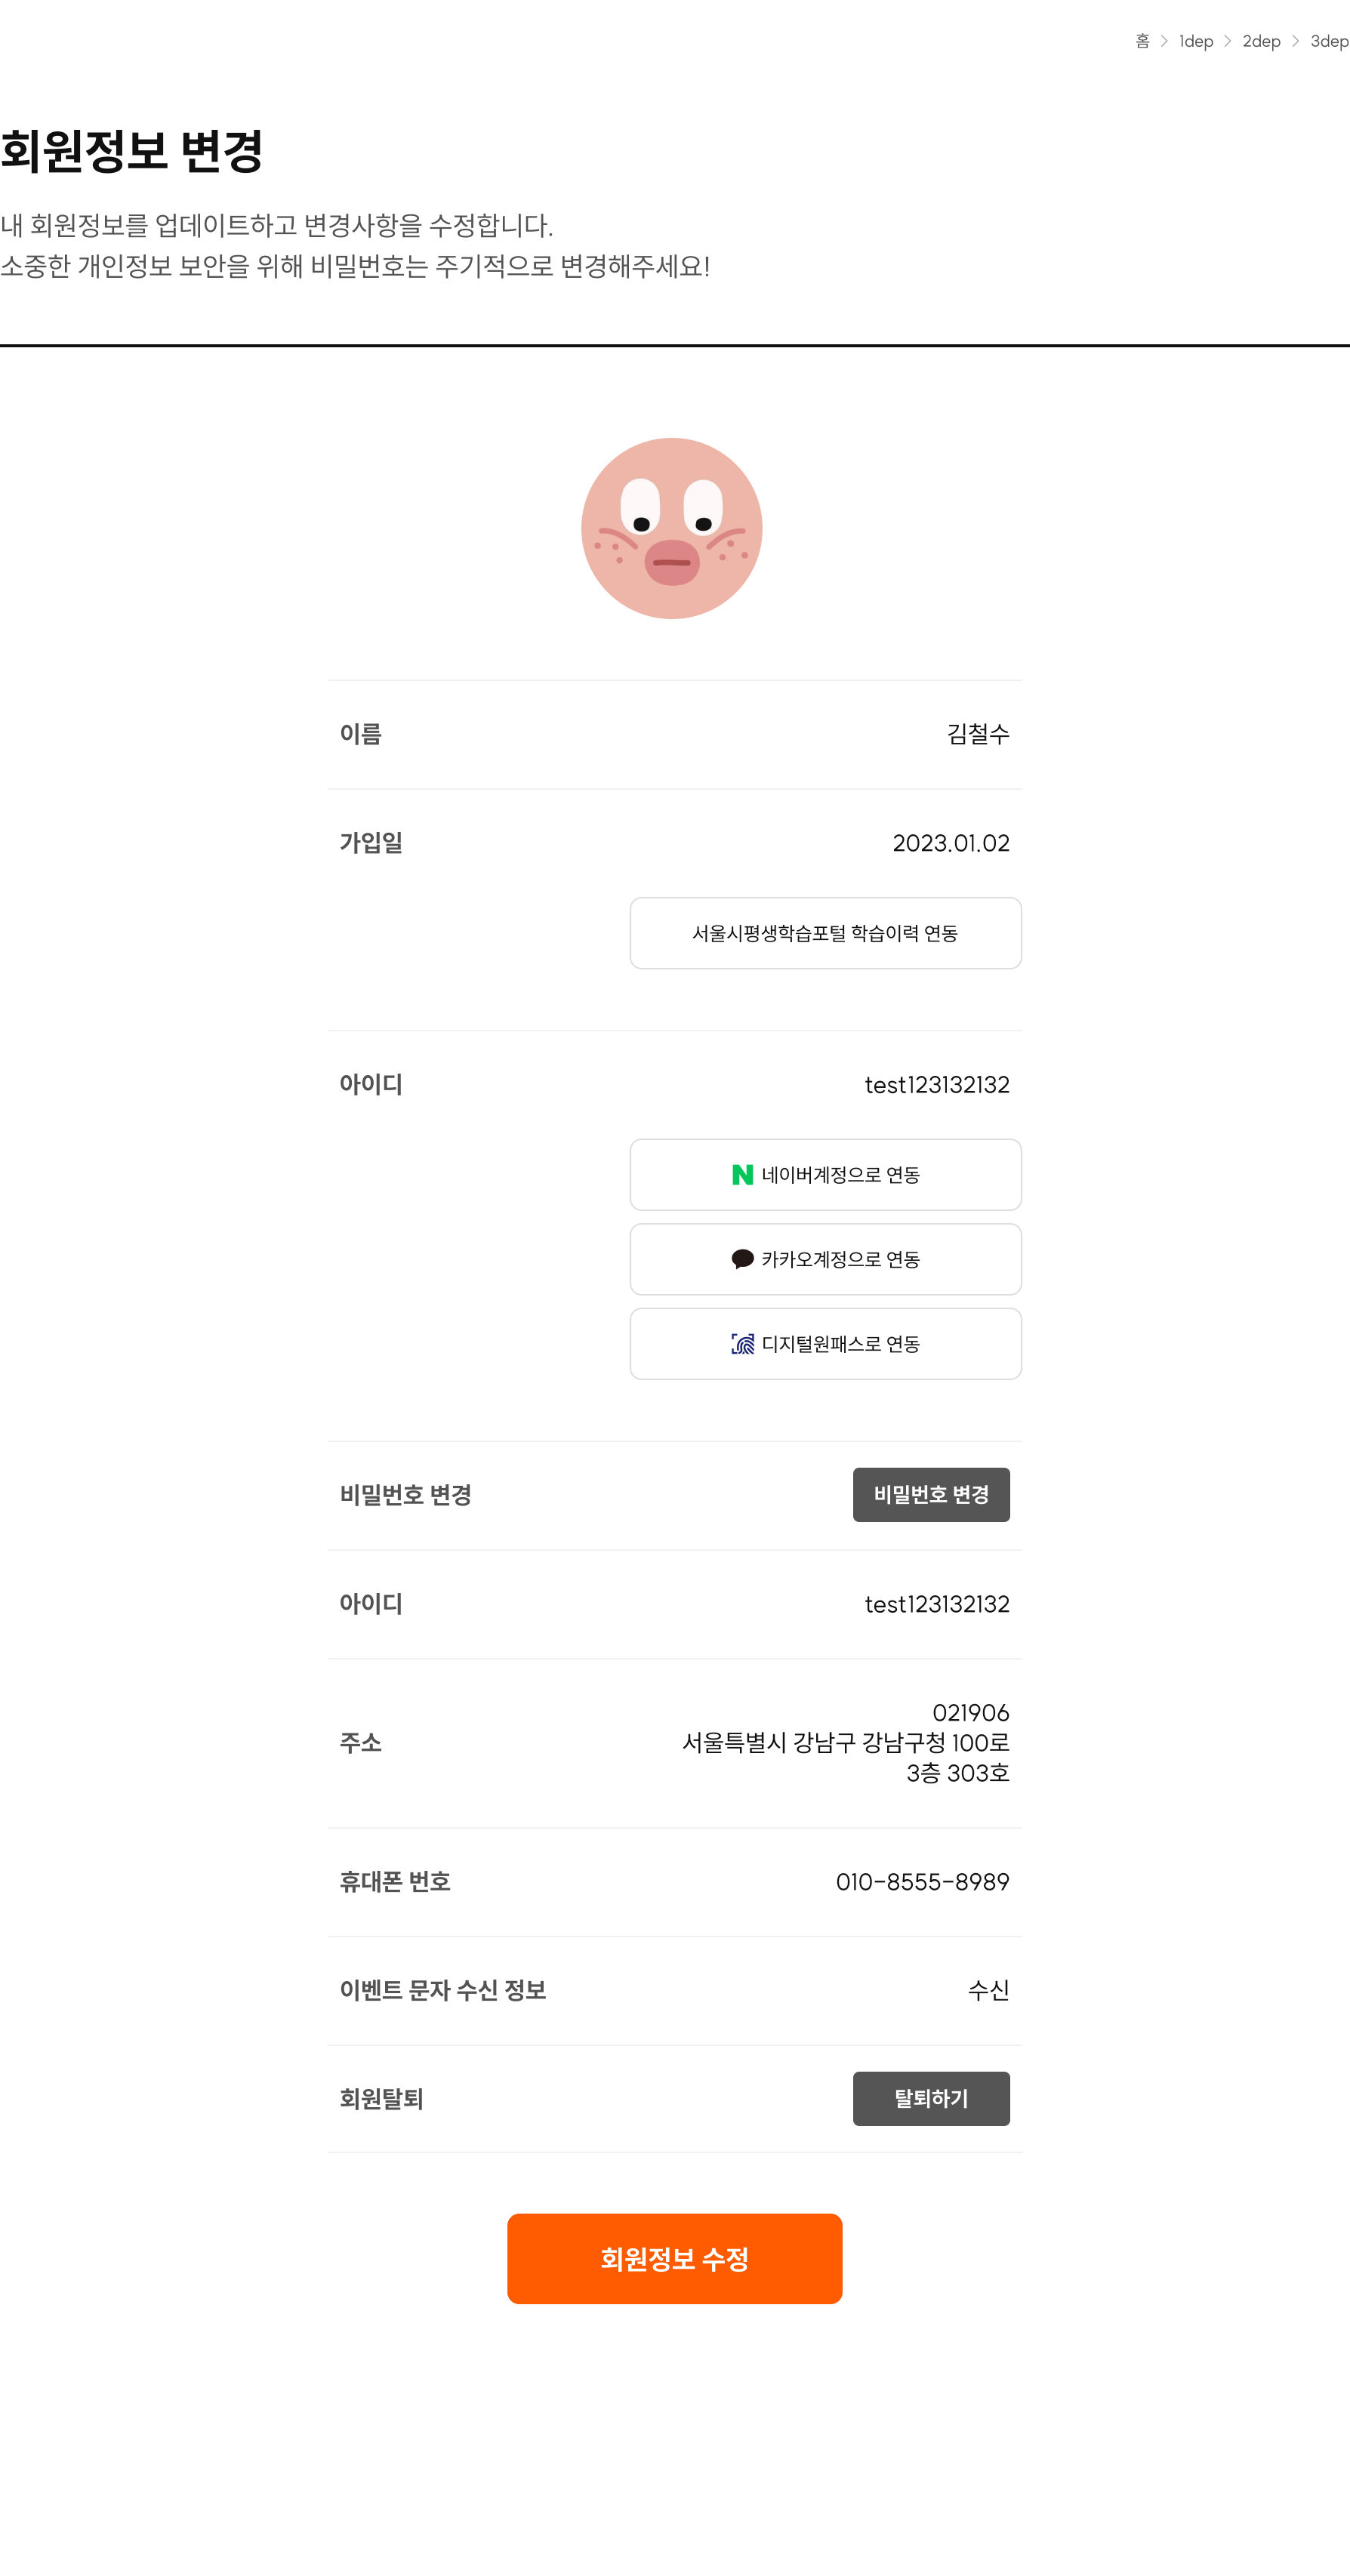 홈 > 1dep > 2dep > 3dep
회원정보 변경
내 회원정보를 업데이트하고 변경사항을 수정합니다.
소중한 개인정보 보안을 위해 비밀번호는 주기적으로 변경해주세요!
이름 김철수
가입일 2023.01.02
서울시평생학습포털 학습이력 연동
아이디 test123132132
N 네이버계정으로 연동
카카오계정으로 연동
디지털원패스로 연동
비밀번호 변경 비밀번호 변경
아이디 test123132132
021906
주소 서울특별시 강남구 강남구청 100로
3층 303호
휴대폰 번호 010-8555-8989
이벤트 문자 수신 정보 수신
회원탈퇴 탈퇴하기
회원정보 수정